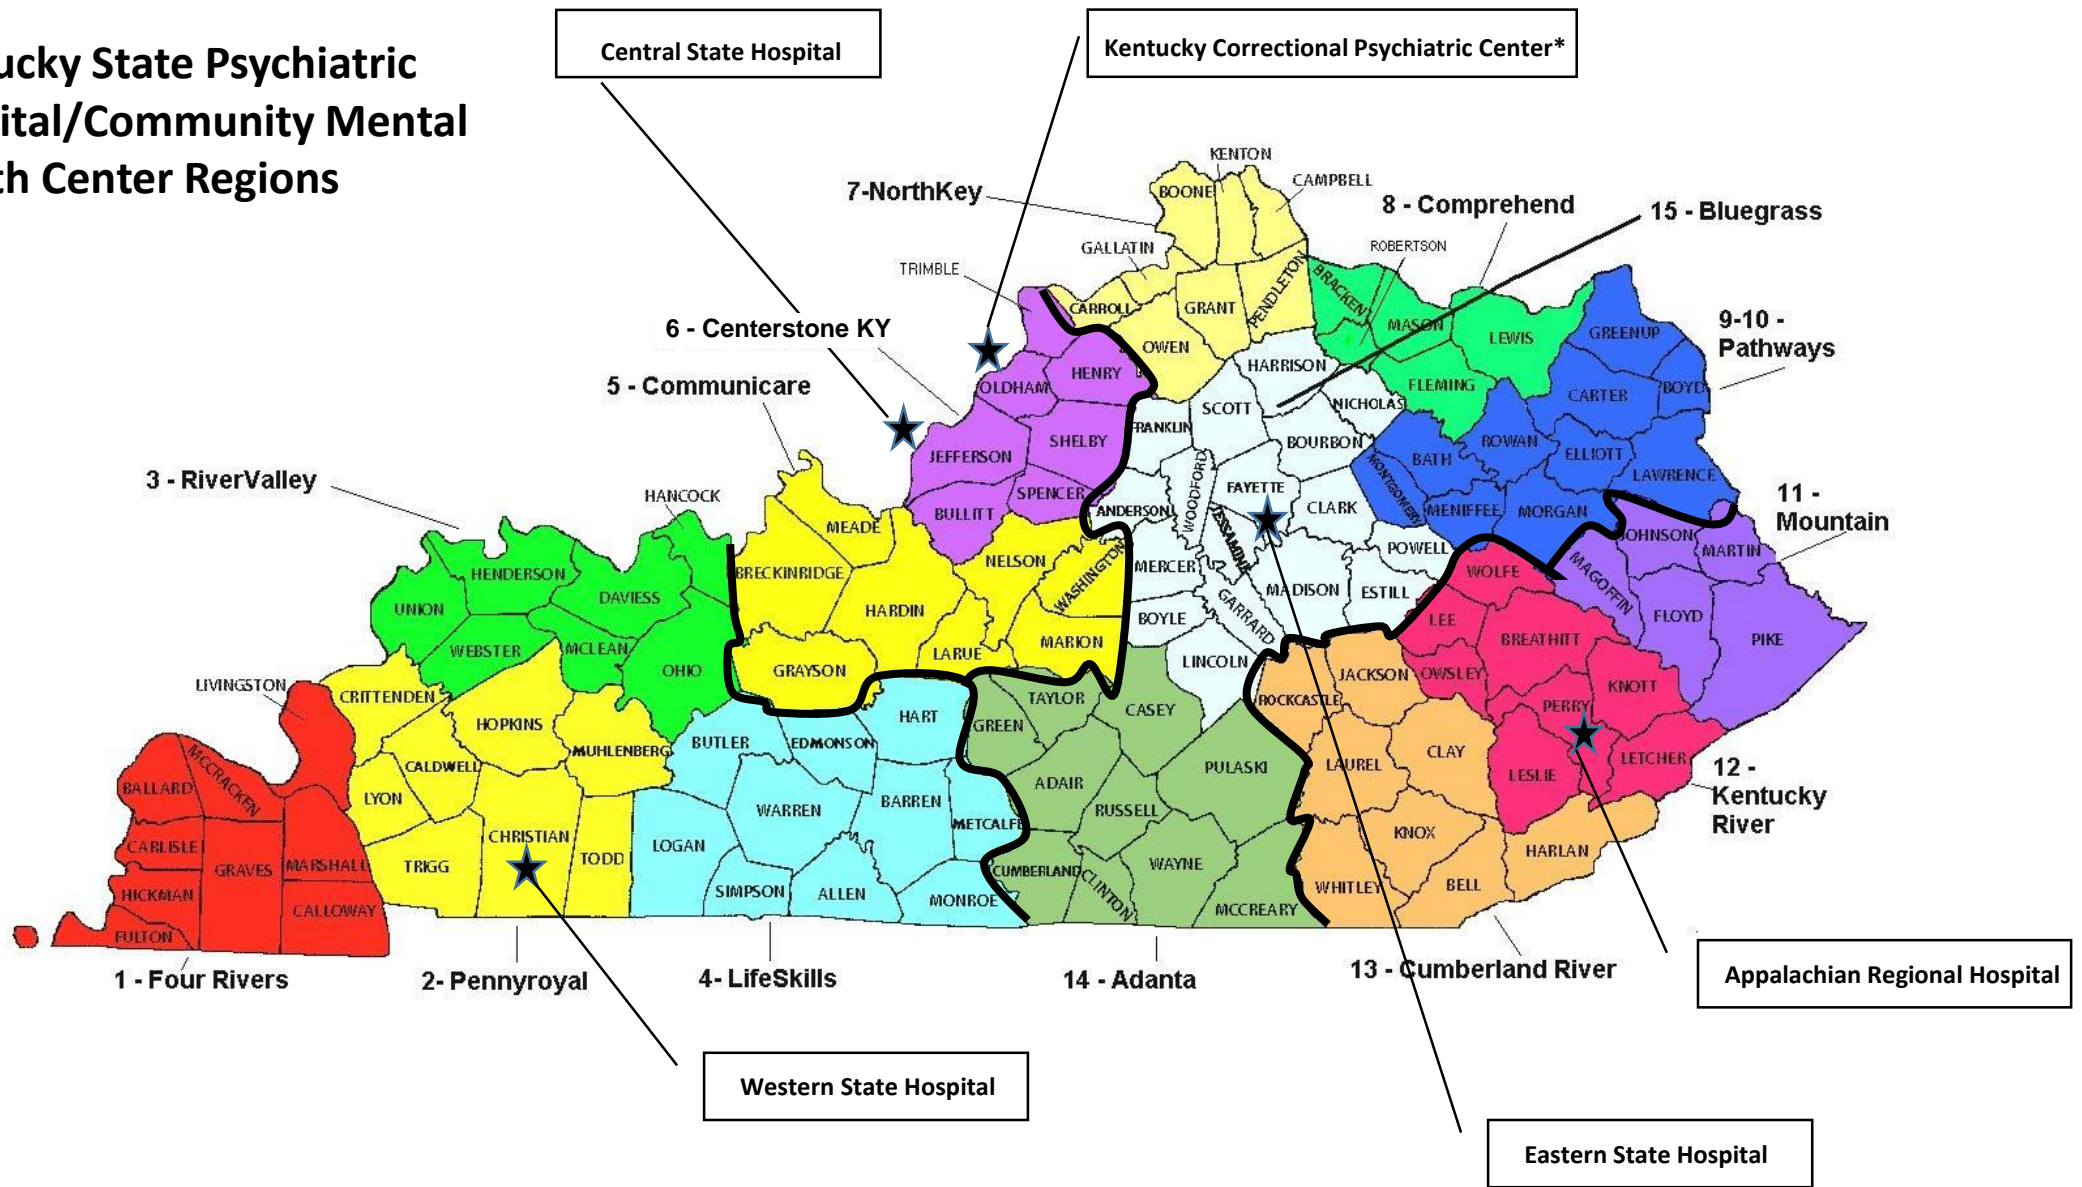 ucky State Psychiatric
ital/Community Mental
th Center Regions
Central State Hospital
Kentucky Correctional Psychiatric Center*
KENTON
BOONE
CAMPBELL
7-NorthKey
8 - Comprehend
15 - Bluegrass
GALLATIN
ROBERTSON
TRIMBLE
CARROLL
GRANT
PENDLETON
BRACKEN
MASON
LEWIS
GREENUP
9-10 -
Pathways
6 - Centerstone KY
OWEN
HARRISON
HENRY
OLDHAM
5 - Communicare
FLEMING
CARTER
BOYD
SCOTT
NICHOLAS
FRANKLIN
SHELBY
BOURBON
ROWAN
JEFFERSON
BATH
ELLIOTT
LAWRENCE
3 - RiverValley
HANCOCK
SPENCER
WOODFORD
FAYETTE
MONTGOMERY
BULLITT
ANDERSON
CLARK
MENIFFEE
MORGAN
11 -
Mountain
MEADE
JESSAMINE
JOHNSON
MARTIN
POWELL
NELSON
WASHINGTON
MERCER
BRECKINRIDGE
HENDERSON
WOLFE
MAGOFFIN
DAVIESS
MADISON
ESTILL
UNION
HARDIN
GARRARD
BOYLE
LEE
FLOYD
PIKE
BREATHITT
MARION
WEBSTER
MCLEAN
LARUE
LINCOLN
OHIO
GRAYSON
JACKSON
OWSLEY
KNOTT
LIVINGSTON
CRITTENDEN
TAYLOR
ROCKCASTLE
PERRY
CASEY
HART
GREEN
HOPKINS
BUTLER
EDMONSON
MUHLENBERG
CLAY
LETCHER
CALDWELL
PULASKI
LAUREL
LESLIE
12 -
Kentucky
River
MCCRACKEN
BALLARD
ADAIR
LYON
WARREN
BARREN
RUSSELL
METCALFE
CHRISTIAN
KNOX
CARLISLE
LOGAN
TODD
HARLAN
GRAVES
MARSHALL
TRIGG
WAYNE
CUMBERLAND
CLINTON
HICKMAN
SIMPSON
ALLEN
MONROE
WHITLEY
BELL
CALLOWAY
MCCREARY
FULTON
1 - Four Rivers
2- Pennyroyal
4- LifeSkills
14 - Adanta
13 - Cumberland River
Appalachian Regional Hospital
Western State Hospital
Eastern State Hospital